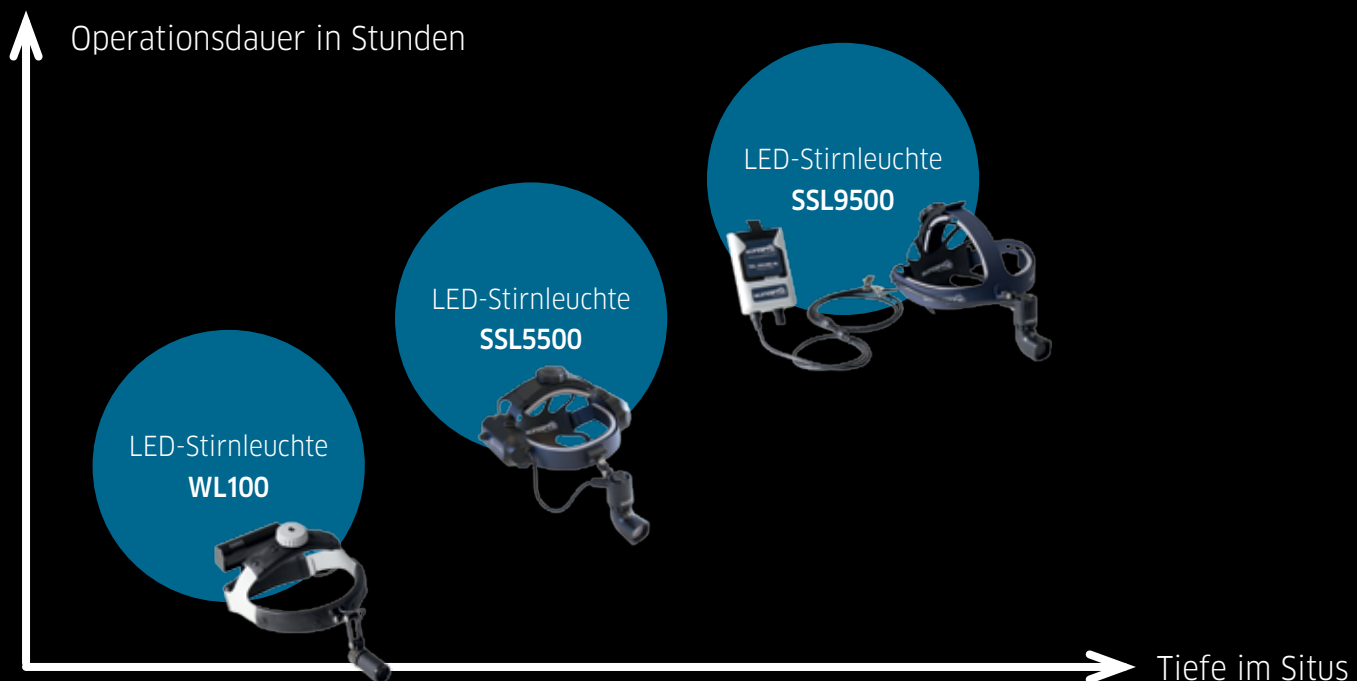 Operationsdauer in Stunden
LED-Stirnleuchte
SSL9500
LED-Stirnleuchte
SSL5500
LED-Stirnleuchte
WL100
Tiefe im Situs